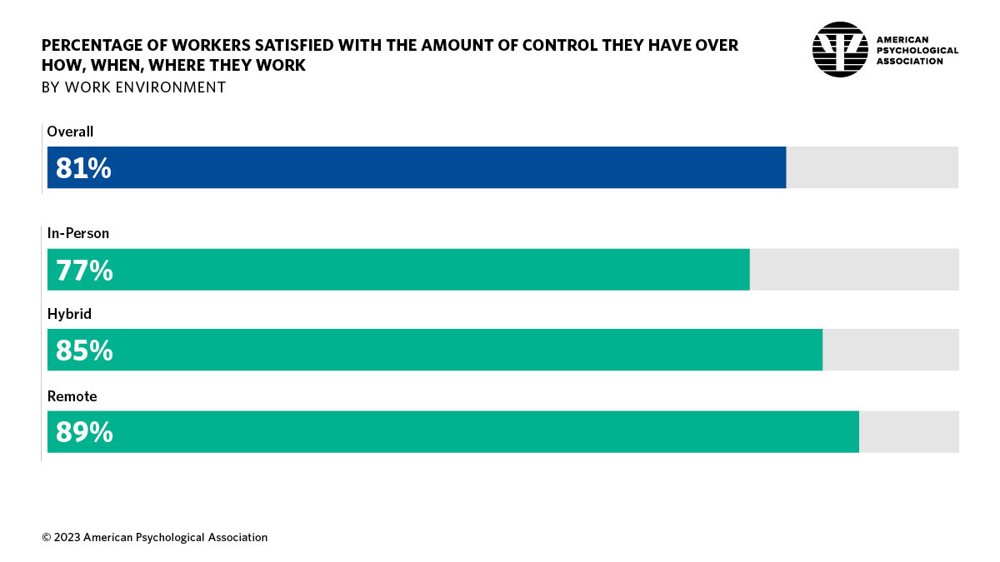 PERCENTAGE OF WORKERS SATISFIED WITH THE AMOUNT OF CONTROL THEY HAVE OVER
HOW, WHEN, WHERE THEY WORK
BY WORK ENVIRONMENT
AMERICAN
PSYCHOLOGICAL
ASSOCIATION
Overall
81%
In-Person
77%
Hybrid
85%
Remote
89%
© 2023 American Psychological Association